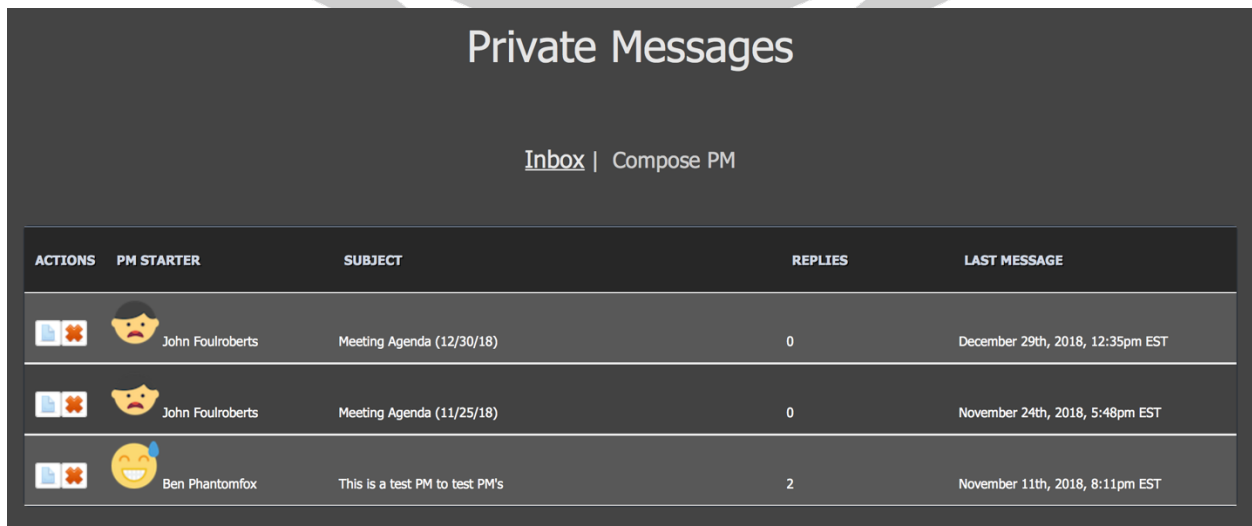 Private Messages
Inbox | Compose PM
ACTIONS PM STARTER SUBJECT REPLIES LAST MESSAGE
John Foulroberts Meeting Agenda (12/30/18) 0 December 29th, 2018, 12:35pm EST
John Foulroberts Meeting Agenda (11/25/18) 0 November 24th, 2018, 5:48pm EST
Ben Phantomfox This is a test PM to test PM's 2 November 11th, 2018, 8:11pm EST